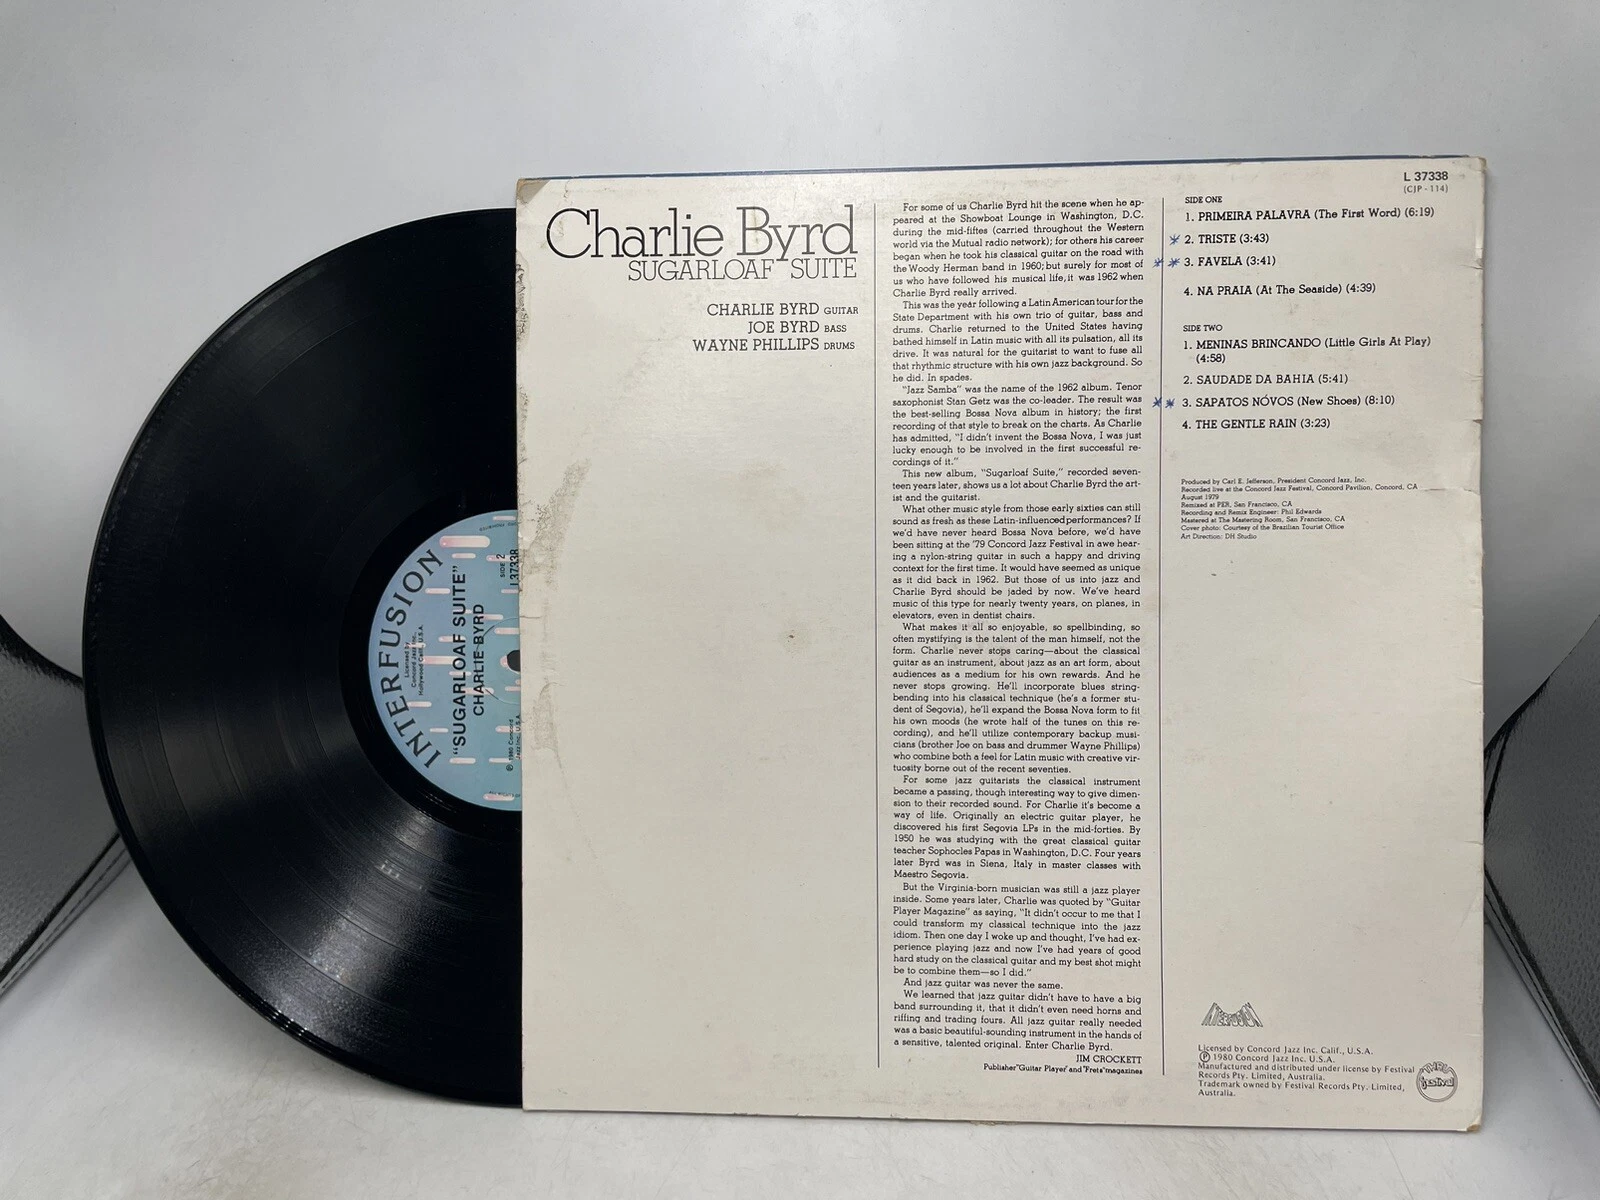 Charlie Byrd
SUGARLOAF SUITE
CHARLIE BYRD GUITAR
JOE BYRD BASS
WAYNE PHILLIPS DRUMS
For some of us Charlie Byrd hit the scene when he ap-
peared at the Showboat Lounge in Washington, D.C.
during the mid-fifties (carried throughout the Western
world via the Mutual radio network); for others his career
began when he took his classical guitar on the road with
the Woody Herman band in 1960; but surely for most of
us who have followed his musical life, it was 1962 when
Charlie Byrd really arrived.
This was the year following a Latin American tour for the
State Department with his own trio of guitar, bass and
drums. Charlie returned to the United States having
bathed himself in Latin music with all its pulsation, all its
drive. It was natural for the guitarist to want to fuse all
that rhythmic structure with his own jazz background. So
he did. In spades.
"Jazz Samba" was the name of the 1962 album. Tenor
saxophonist Stan Getz was the co-leader. The result was
the best-selling Bossa Nova album in history; the first
recording of that style to break on the charts. As Charlie
has admitted, "I didn't invent the Bossa Nova, I was just
lucky enough to be involved in the first successful re-
cordings of it."
This new album, "Sugarloaf Suite," recorded seven-
teen years later, shows us a lot about Charlie Byrd the art-
ist and the guitarist.
What other music style from those early sixties can still
sound as fresh as these Latin-influenced performances? If
we'd have never heard Bossa Nova before, we'd have
been sitting at the '79 Concord Jazz Festival in awe hear-
ing a nylon-string guitar in such a happy and driving
context for the first time. It would have seemed as unique
as it did back in 1962. But those of us into jazz and
Charlie Byrd should be jaded by now. We've heard
music of this type for nearly twenty years, on planes, in
elevators, even in dentist chairs.
What makes it all so enjoyable, so spellbinding, so
often mystifying is the talent of the man himself, not the
form. Charlie never stops caring—about the classical
guitar as an instrument, about jazz as an art form, about
audiences as a medium for his own rewards. And he
never stops growing. He'll incorporate blues string-
bending into his classical technique (he's a former stu-
dent of Segovia), he'll expand the Bossa Nova form to fit
his own moods (he wrote half of the tunes on this re-
cording), and he'll utilize contemporary backup musi-
cians (brother Joe on bass and drummer Wayne Phillips)
who combine both a feel for Latin music with creative vir-
tuosity borne out of the recent seventies.
For some jazz guitarists the classical instrument
became a passing, though interesting way to give dimen-
sion to their recorded sound. For Charlie it's become a
way of life. Originally an electric guitar player, he
discovered his first Segovia LPs in the mid-forties. By
1950 he was studying with the great classical guitar
teacher Sophocles Papas in Washington, D.C. Four years
later Byrd was in Siena, Italy in master classes with
Maestro Segovia.
But the Virginia-born musician was still a jazz player
inside. Some years later, Charlie was quoted by "Guitar
Player Magazine" as saying, "It didn't occur to me that I
could transform my classical technique into the jazz
idiom. Then one day I woke up and thought, I've had ex-
perience playing jazz and now I've had years of good
hard study on the classical guitar and my best shot might
be to combine them—so I did."
And jazz guitar was never the same.
We learned that jazz guitar didn't have to have a big
band surrounding it, that it didn't even need horns and
riffing and trading fours. All jazz guitar really needed
was a basic beautiful-sounding instrument in the hands of
a sensitive, talented original. Enter Charlie Byrd.
JIM CROCKETT
Publisher "Guitar Player" and "Frets" magazines
L 37338
(CJP - 114)
SIDE ONE
1. PRIMEIRA PALAVRA (The First Word) (6:19)
2. TRISTE (3:43)
3. FAVELA (3:41)
4. NA PRAIA (At The Seaside) (4:39)
SIDE TWO
1. MENINAS BRINCANDO (Little Girls At Play)
(4:58)
2. SAUDADE DA BAHIA (5:41)
3. SAPATOS NÓVOS (New Shoes) (8:10)
4. THE GENTLE RAIN (3:23)
Produced by Carl E. Jefferson, President Concord Jazz, Inc.
Recorded live at the Concord Jazz Festival, Concord Pavilion, Concord, CA
August 1979
Remixed at PER, San Francisco, CA
Recording and Remix Engineer: Phil Edwards
Mastered at The Mastering Room, San Francisco, CA
Cover photo: Courtesy of the Brazilian Tourist Office
Art Direction: DH Studio
Licensed by Concord Jazz Inc. Calif., U.S.A.
℗ 1980 Concord Jazz Inc. U.S.A.
Manufactured and distributed under license by Festival
Records Pty. Limited, Australia.
Trademark owned by Festival Records Pty. Limited,
Australia.
festival
INTERFUSION
Licensed by
Concord Jazz Inc.,
Hollywood Calif., U.S.A.
"SUGARLOAF SUITE"
CHARLIE BYRD
SIDE 2
L 37338
℗ 1980 Concord
Jazz Inc. U.S.A.